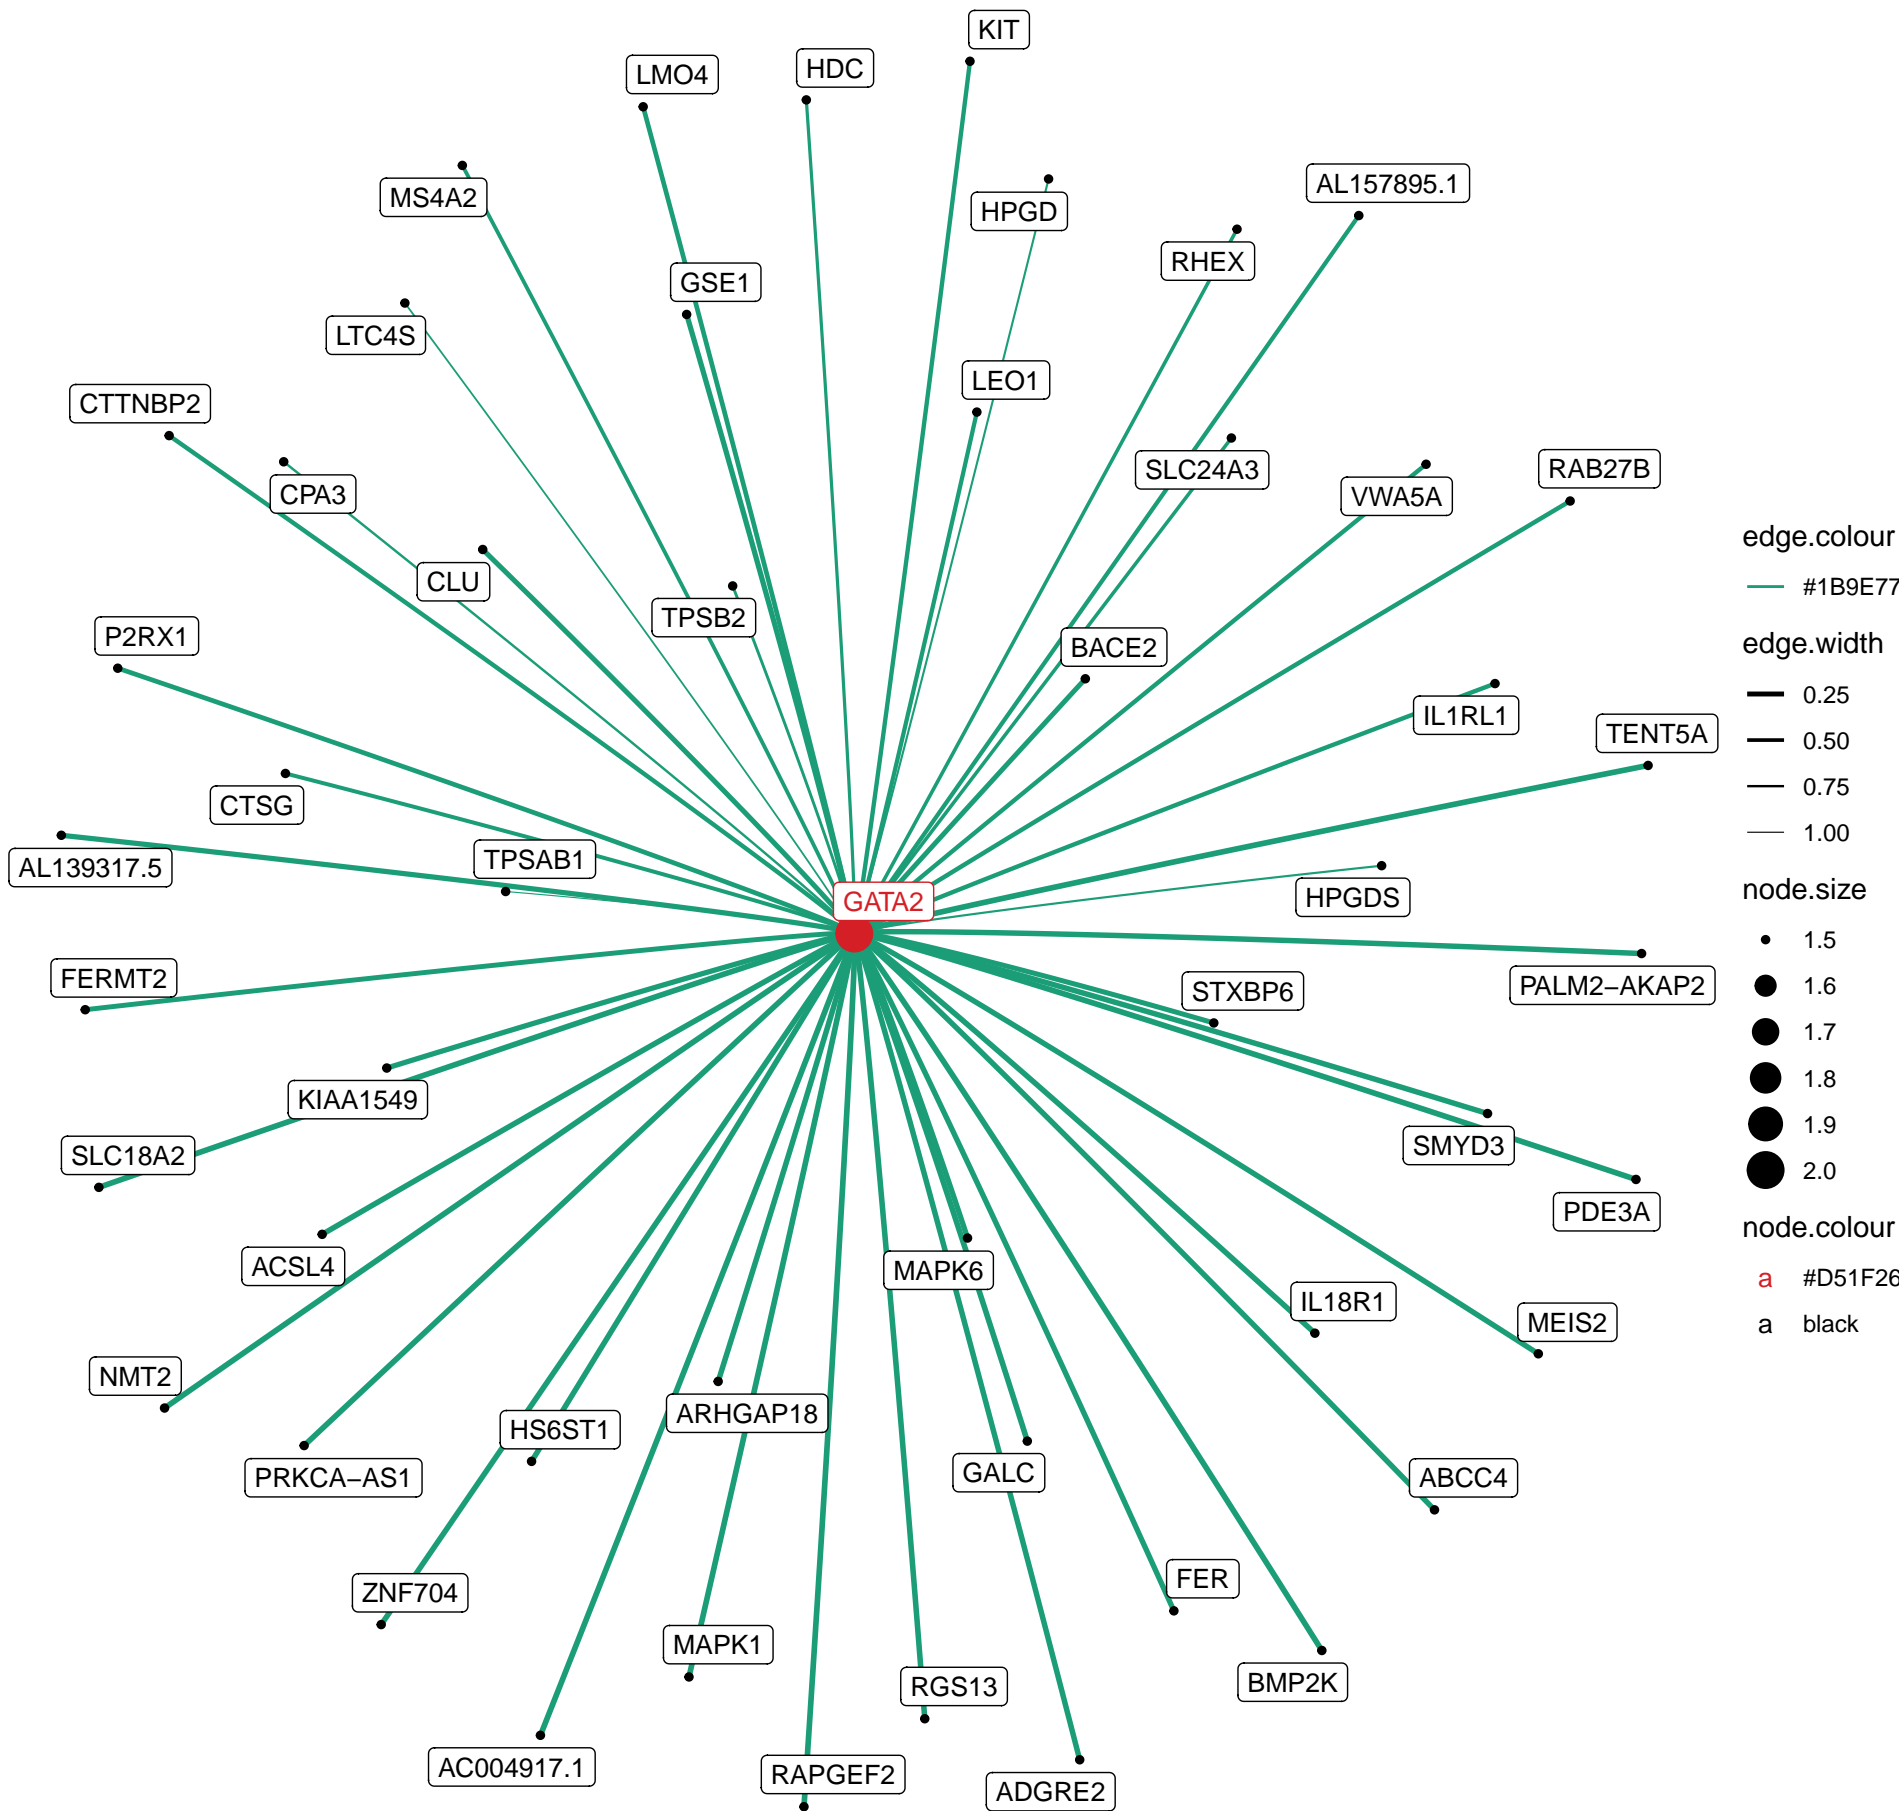 KIT
LMO4
HDC
MS4A2
HPGD
AL157895.1
RHEX
GSE1
LTC4S
LEO1
CTTNBP2
CPA3
SLC24A3
VWA5A
RAB27B
CLU
TPSB2
P2RX1
BACE2
IL1RL1
TENT5A
CTSG
AL139317.5
TPSAB1
GATA2
HPGDS
FERMT2
STXBP6
PALM2−AKAP2
KIAA1549
SLC18A2
SMYD3
PDE3A
ACSL4
MAPK6
IL18R1
MEIS2
NMT2
HS6ST1
ARHGAP18
PRKCA−AS1
GALC
ABCC4
ZNF704
FER
MAPK1
RGS13
BMP2K
AC004917.1
RAPGEF2
ADGRE2
edge.colour
#1B9E77
edge.width
0.25
0.50
0.75
1.00
node.size
1.5
1.6
1.7
1.8
1.9
2.0
node.colour
a #D51F26
a black